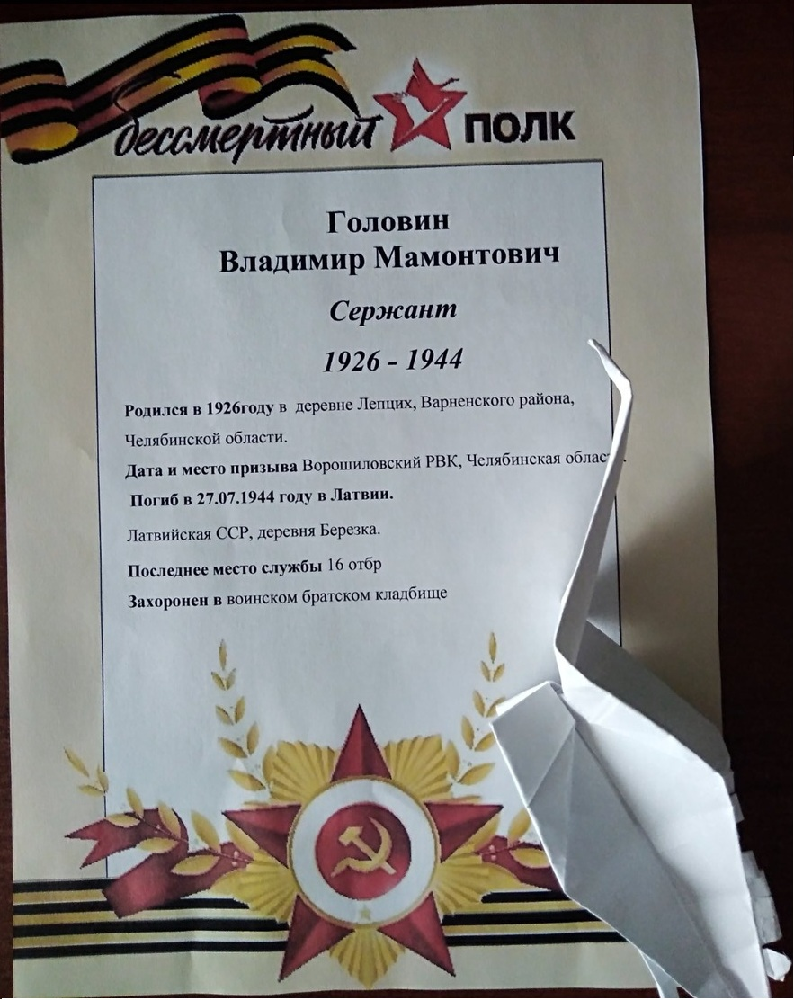 бессмертный ПОЛК
Головин
Владимир Мамонтович
Сержант
1926 - 1944
Родился в 1926году в деревне Лепцих, Варненского района,
Челябинской области.
Дата и место призыва Ворошиловский РВК, Челябинская
Погиб в 27.07.1944 году в Латвии.
Латвийская ССР, деревня Березка.
Последнее место службы 16 отбр
Захоронен в воинском братском кладбище